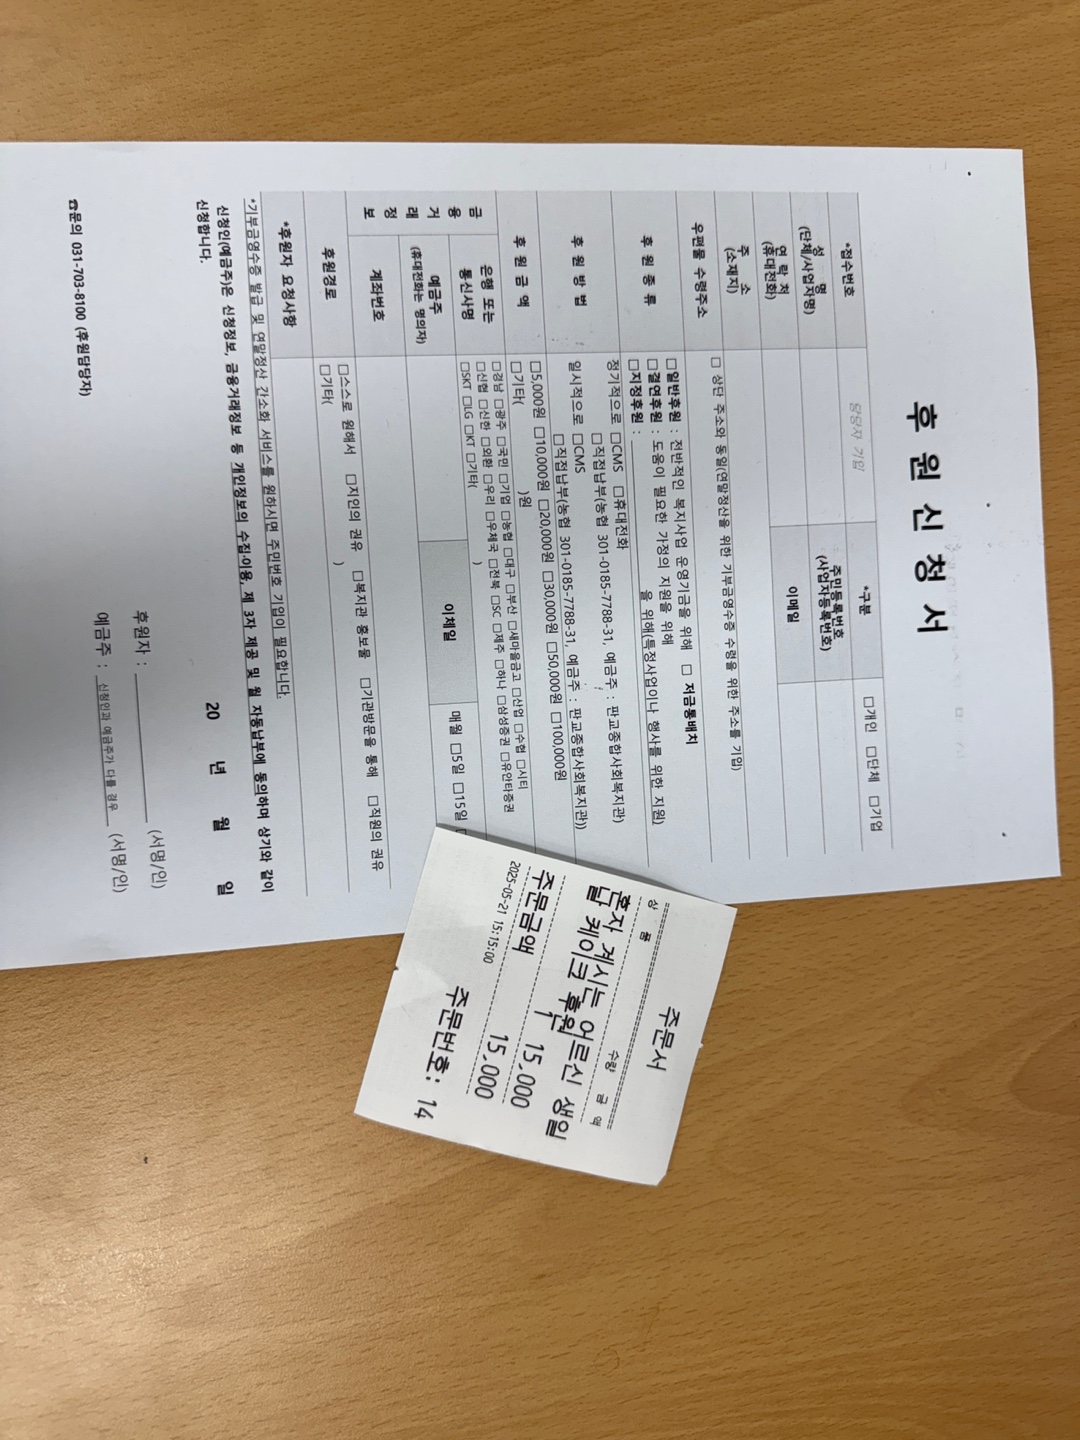 후원신청서
*접수번호 담당자 기입 *구분 □개인 □단체 □기업
성 명
(단체/사업자명)
주민등록번호
(사업자등록번호)
연락처
(휴대전화)
이메일
주 소
(소재지)
우편물 수령주소 □ 상단 주소와 동일(연말정산을 위한 기부금영수증 수령을 위한 주소를 기입)
후 원 종 류
□일반후원 : 전반적인 복지사업 운영기금을 위해 □ 저금통배치
□결연후원 : 도움이 필요한 가정의 지원을 위해
□지정후원 : 을 위해(특정사업이나 행사를 위한 지원)
후 원 방 법
정기적으로 □CMS □휴대전화
□직접납부(농협 301-0185-7788-31, 예금주 : 판교종합사회복지관)
일시적으로 □CMS
□직접납부(농협 301-0185-7788-31, 예금주 : 판교종합사회복지관))
후 원 금 액
□5,000원 □10,000원 □20,000원 □30,000원 □50,000원 □100,000원
□기타( )원
금융거래정보
은행 또는
통신사명
□경남 □광주 □국민 □기업 □농협 □대구 □부산 □새마을금고 □산업 □수협 □시티
□신협 □신한 □외환 □우리 □우체국 □전북 □SC □제주 □하나 □삼성증권 □유안타증권
□SKT □LG □KT □기타( )
예금주
(휴대전화는 명의자)
이체일 매월 □5일 □15일
계좌번호
후원경로
□스스로 원해서 □지인의 권유 □복지관 홍보물 □기관방문을 통해 □직원의 권유
□기타( )
*후원자 요청사항
*기부금영수증 발급 및 연말정산 간소화 서비스를 원하시면 주민번호 기입이 필요합니다.
신청인(예금주)은 신청정보, 금융거래정보 등 개인정보의 수집·이용, 제 3자 제공 및 월 자동납부에 동의하며 상기와 같이
신청합니다.
20 년 월 일
후원자 : (서명/인)
예금주 : 신청인과 예금주가 다를 경우 (서명/인)
☎문의 031-703-8100 (후원담당자)
주문서
상 품 수량 금 액
혼자 계시는 어르신 생일
날 케이크 후원
1 15,000
주문금액 15,000
2025-05-21 15:15:00
주문번호: 14